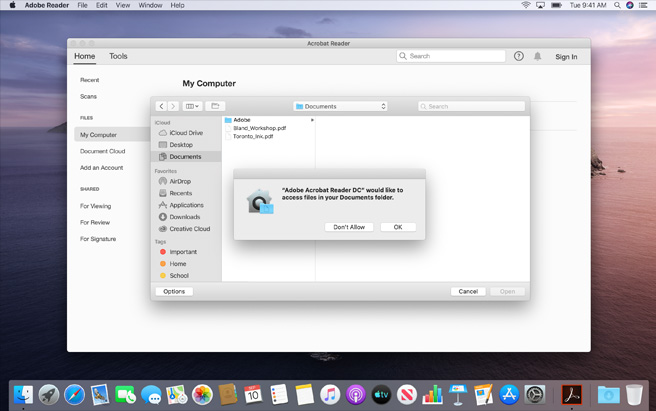 Adobe Reader File Edit View Window Help Tue 9:41 AM
Acrobat Reader
Home Tools Search ? Sign In
Recent
Scans
FILES
My Computer
Document Cloud
Add an Account
SHARED
For Viewing
For Review
For Signature
My Computer
Documents Search
iCloud
iCloud Drive
Desktop
Documents
Favorites
AirDrop
Recents
Applications
Downloads
Creative Cloud
Tags
Important
Home
School
Adobe
Bland_Workshop.pdf
Toronto_Ink.pdf
"Adobe Acrobat Reader DC" would like to
access files in your Documents folder.
Don't Allow OK
Options Cancel Open
10
tv